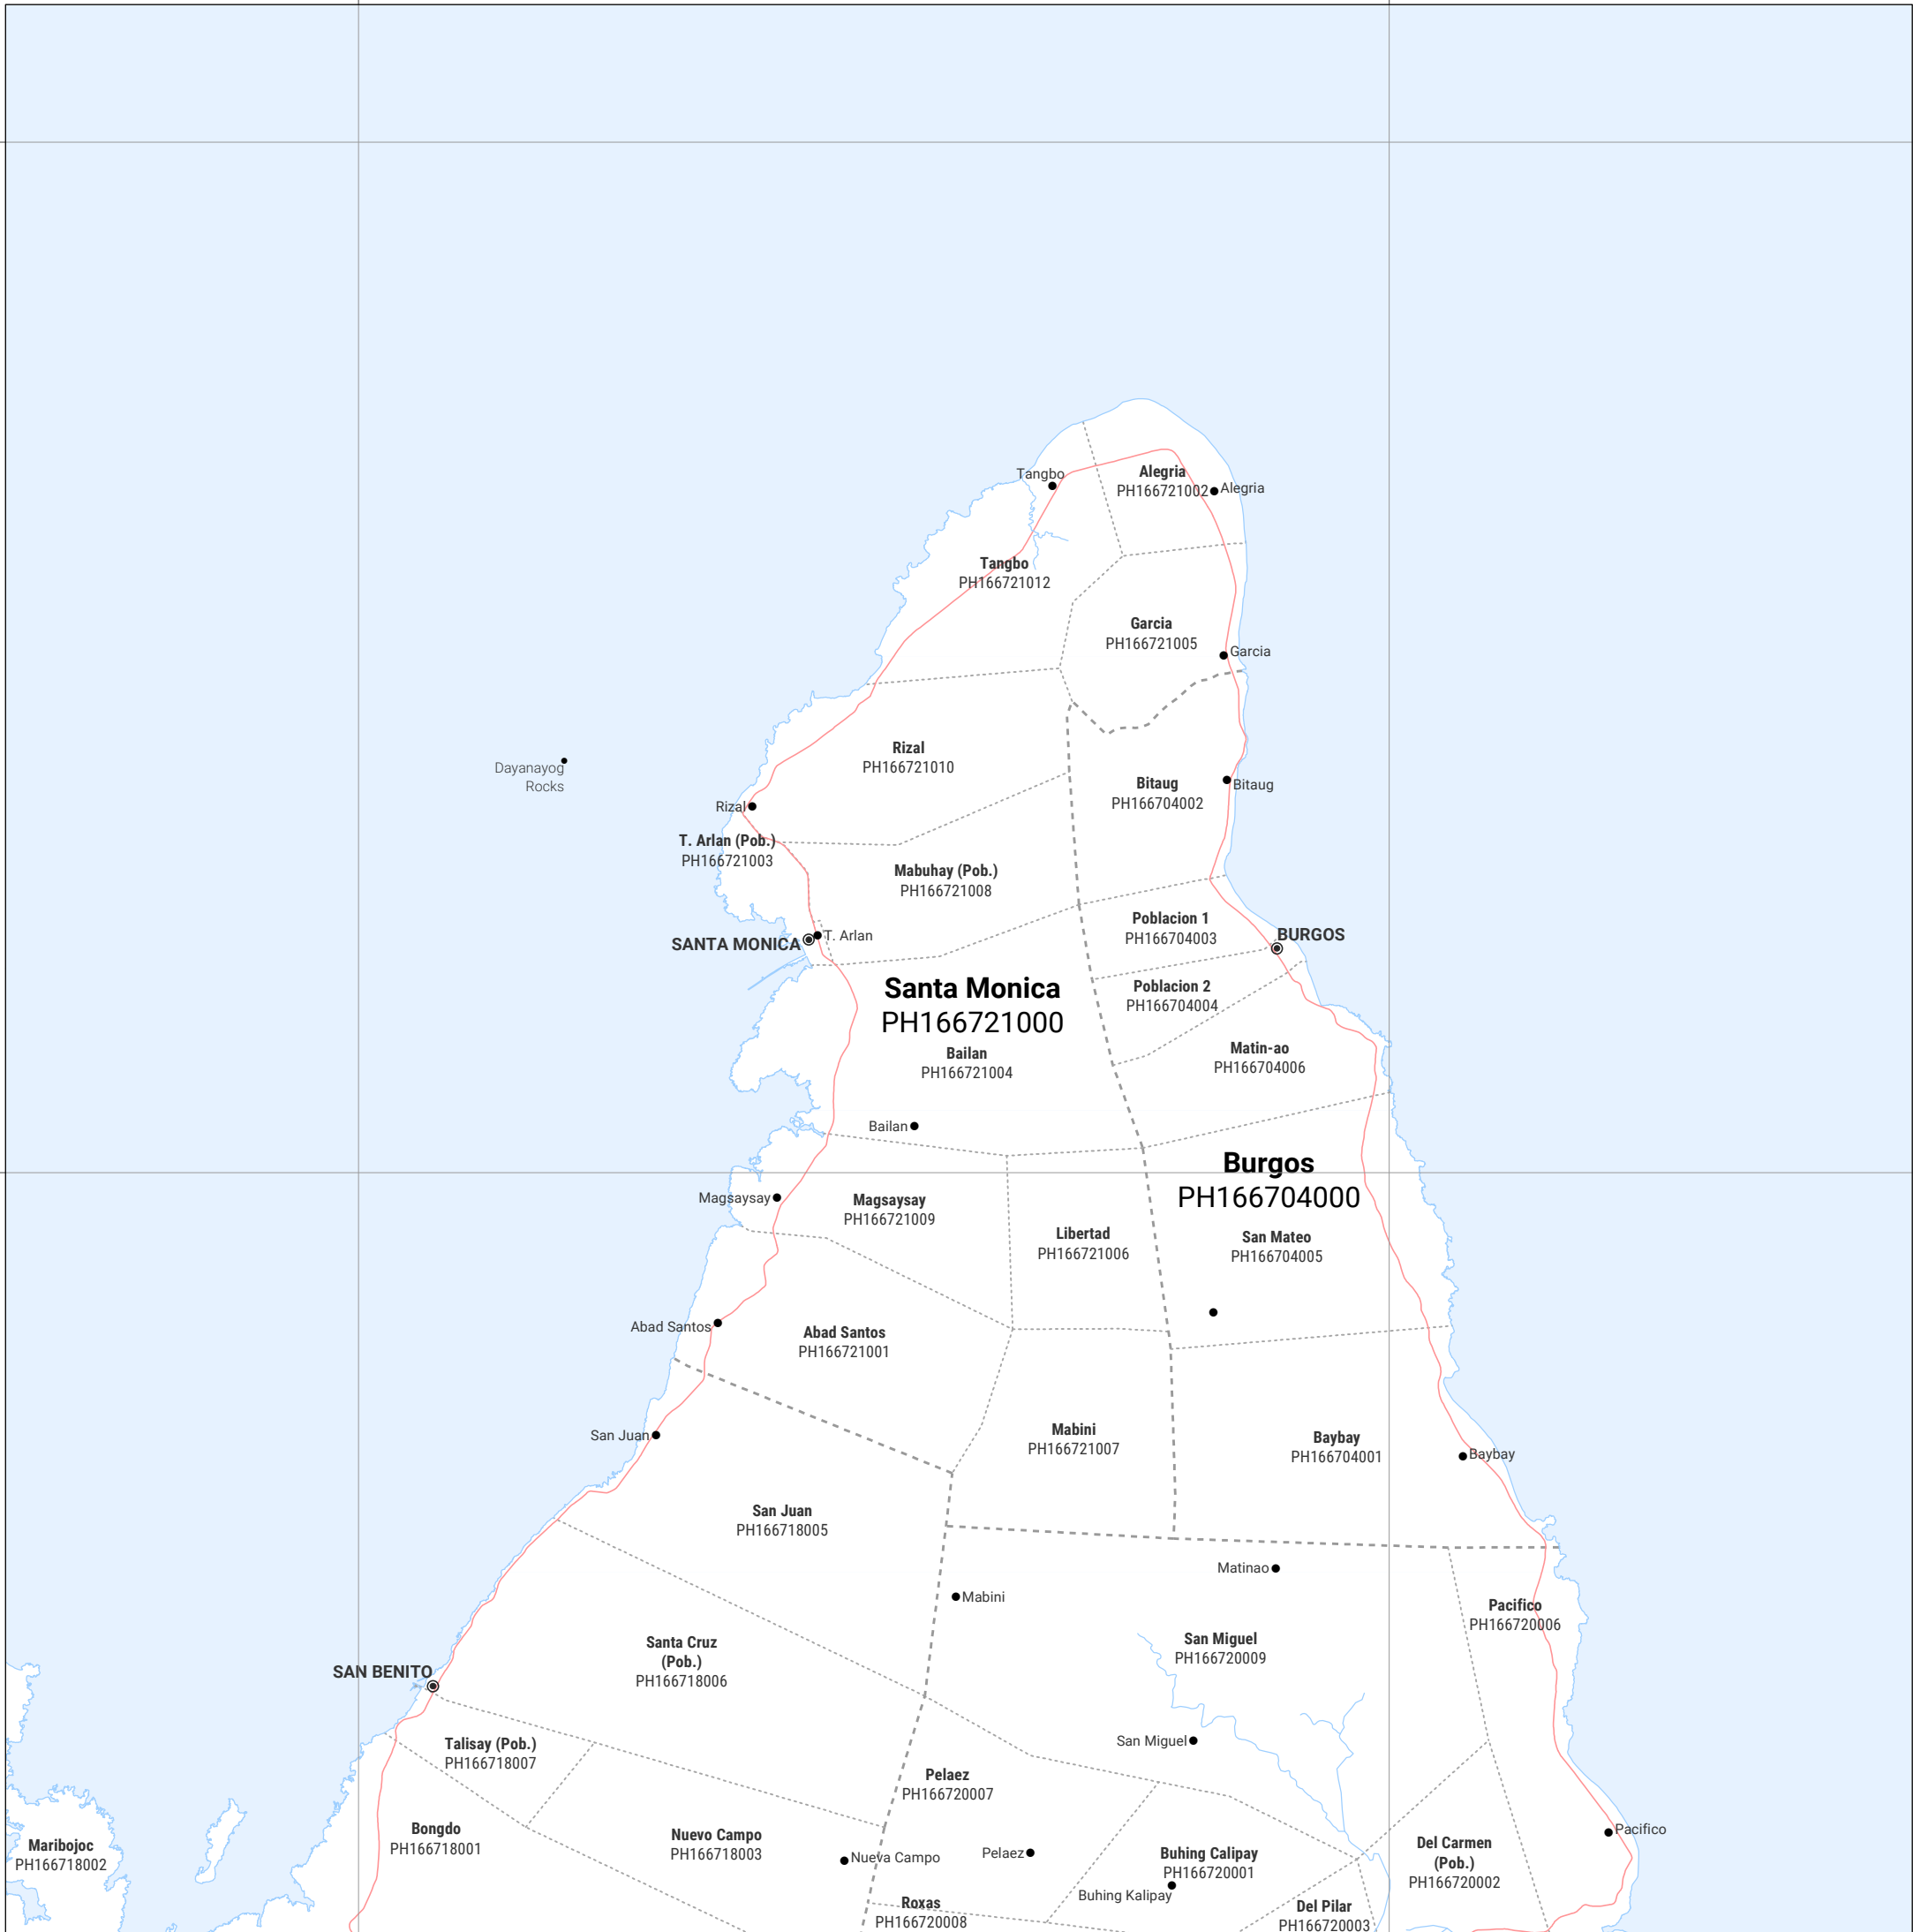 Tangbo
Alegria
PH166721002
Alegria
Tangbo
PH166721012
Garcia
PH166721005
Garcia
Rizal
PH166721010
Dayanayog
Rocks
Bitaug
PH166704002
Bitaug
Rizal
T. Arlan (Pob.)
PH166721003
Mabuhay (Pob.)
PH166721008
Poblacion 1
PH166704003
BURGOS
SANTA MONICA
T. Arlan
Santa Monica
PH166721000
Poblacion 2
PH166704004
Bailan
PH166721004
Matin-ao
PH166704006
Bailan
Burgos
PH166704000
Magsaysay
Magsaysay
PH166721009
Libertad
PH166721006
San Mateo
PH166704005
Abad Santos
Abad Santos
PH166721001
San Juan
Mabini
PH166721007
Baybay
PH166704001
Baybay
San Juan
PH166718005
Matinao
Mabini
Pacifico
PH166720006
San Miguel
PH166720009
Santa Cruz
(Pob.)
PH166718006
SAN BENITO
Talisay (Pob.)
PH166718007
San Miguel
Pelaez
PH166720007
Bongdo
PH166718001
Nuevo Campo
PH166718003
Nueva Campo
Pelaez
Buhing Calipay
PH166720001
Buhing Kalipay
Pacifico
Del Carmen
(Pob.)
PH166720002
Maribojoc
PH166718002
Roxas
PH166720008
Del Pilar
PH166720003